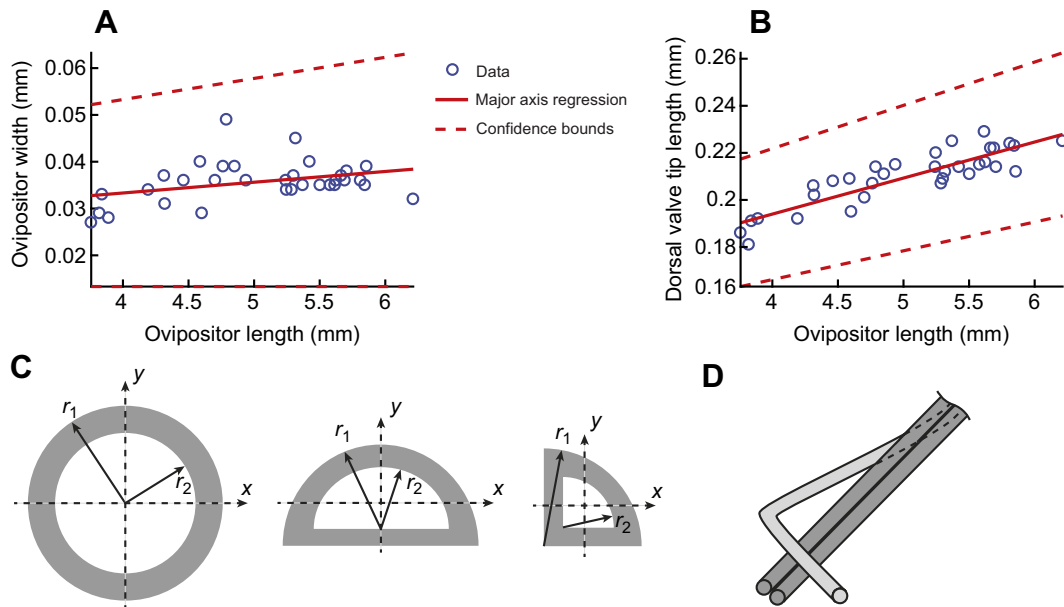 A
Ovipositor width (mm)
0.06
0.05
0.04
0.03
0.02
4
4.5
5
5.5
6
Ovipositor length (mm)
Data
Major axis regression
Confidence bounds
B
Dorsal valve tip length (mm)
0.26
0.24
0.22
0.2
0.18
0.16
4
4.5
5
5.5
6
Ovipositor length (mm)
C
y
r1
r2
x
y
r1
r2
x
y
r1
x
r2
D